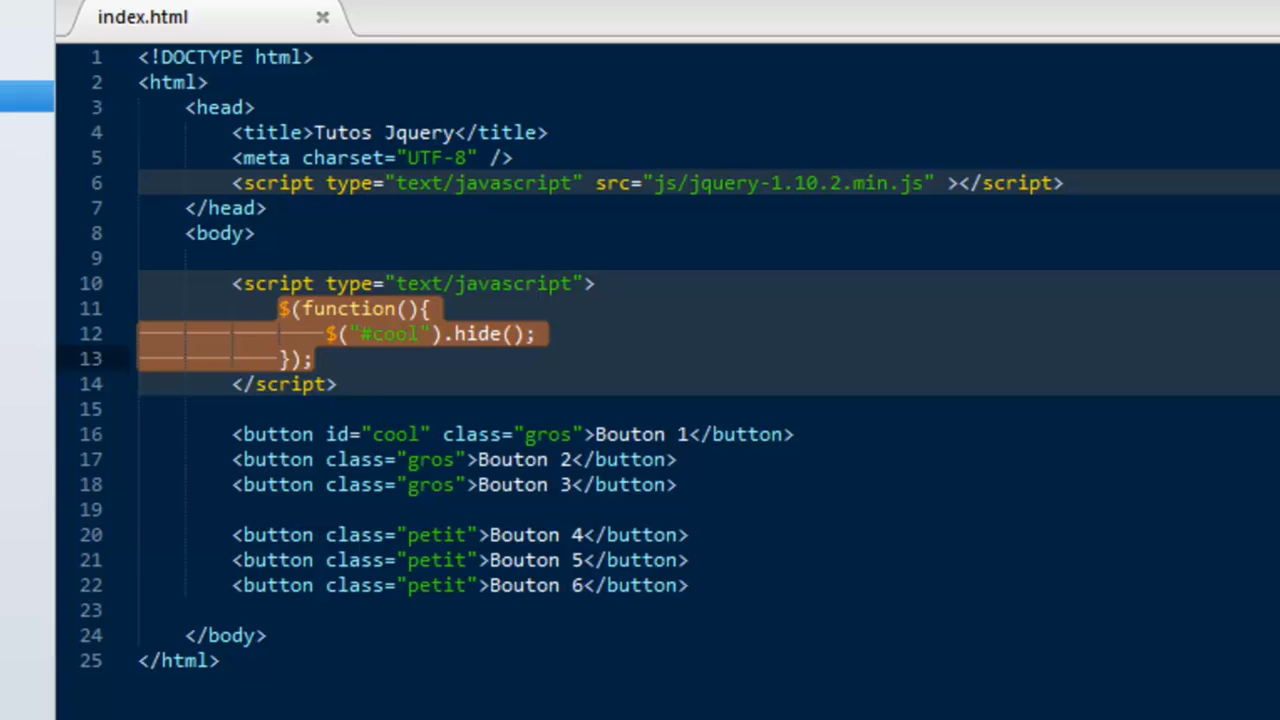 index.html ×
1 <!DOCTYPE html>
2 <html>
3 <head>
4 <title>Tutos Jquery</title>
5 <meta charset="UTF-8" />
6 <script type="text/javascript" src="js/jquery-1.10.2.min.js" ></script>
7 </head>
8 <body>
9
10 <script type="text/javascript">
11 $(function(){
12 $("#cool").hide();
13 });
14 </script>
15
16 <button id="cool" class="gros">Bouton 1</button>
17 <button class="gros">Bouton 2</button>
18 <button class="gros">Bouton 3</button>
19
20 <button class="petit">Bouton 4</button>
21 <button class="petit">Bouton 5</button>
22 <button class="petit">Bouton 6</button>
23
24 </body>
25 </html>